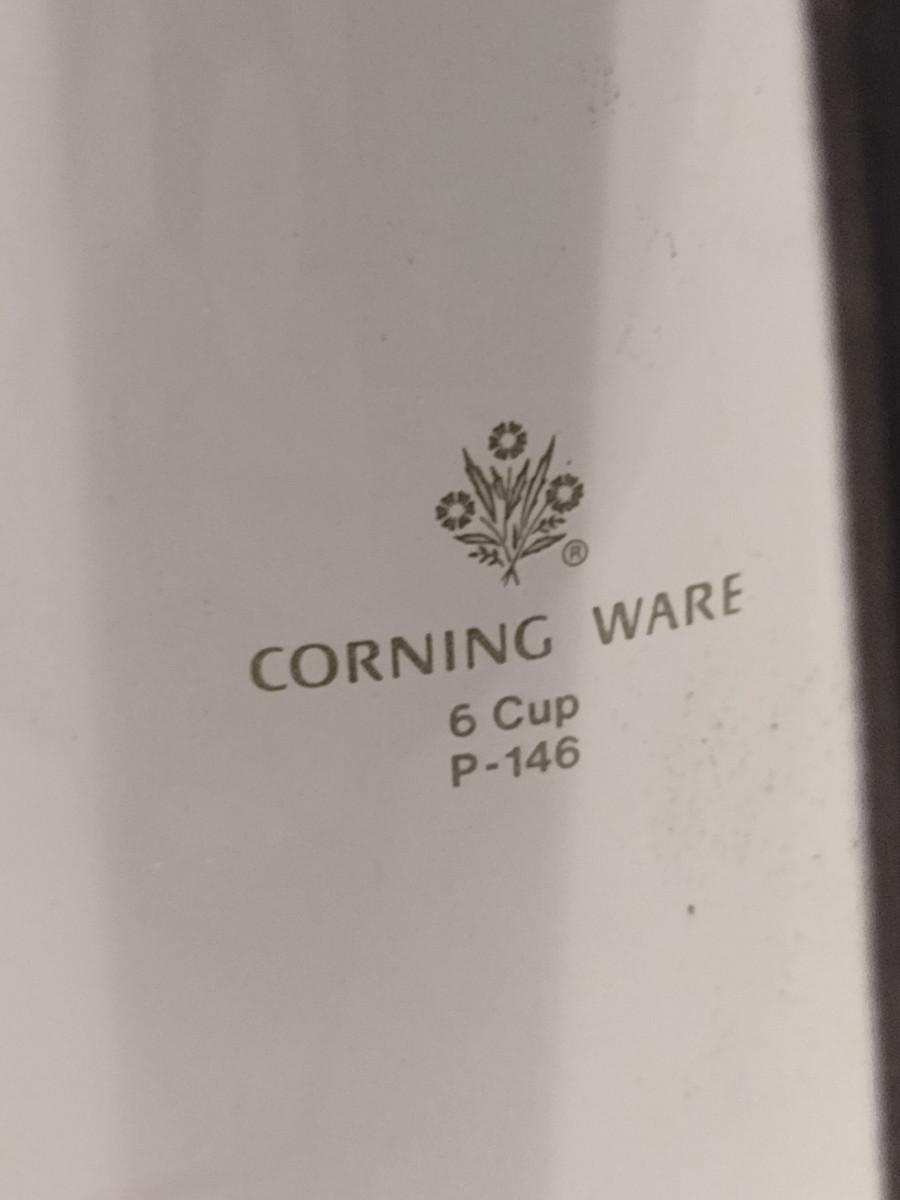 ®
CORNING WARE
6 Cup
P-146